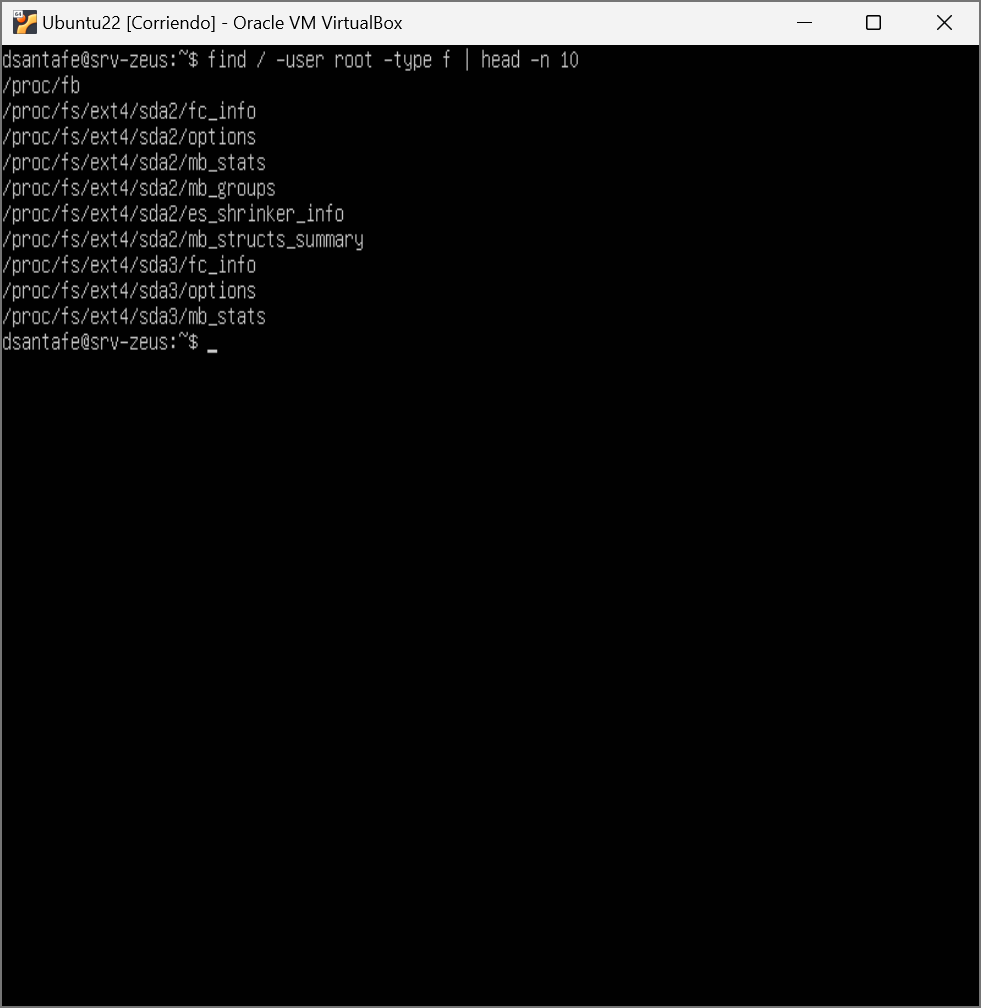 Ubuntu22 [Corriendo] - Oracle VM VirtualBox
dsantafe@srv-zeus:~$ find / -user root -type f | head -n 10
/proc/fb
/proc/fs/ext4/sda2/fc_info
/proc/fs/ext4/sda2/options
/proc/fs/ext4/sda2/mb_stats
/proc/fs/ext4/sda2/mb_groups
/proc/fs/ext4/sda2/es_shrinker_info
/proc/fs/ext4/sda2/mb_structs_summary
/proc/fs/ext4/sda3/fc_info
/proc/fs/ext4/sda3/options
/proc/fs/ext4/sda3/mb_stats
dsantafe@srv-zeus:~$ _